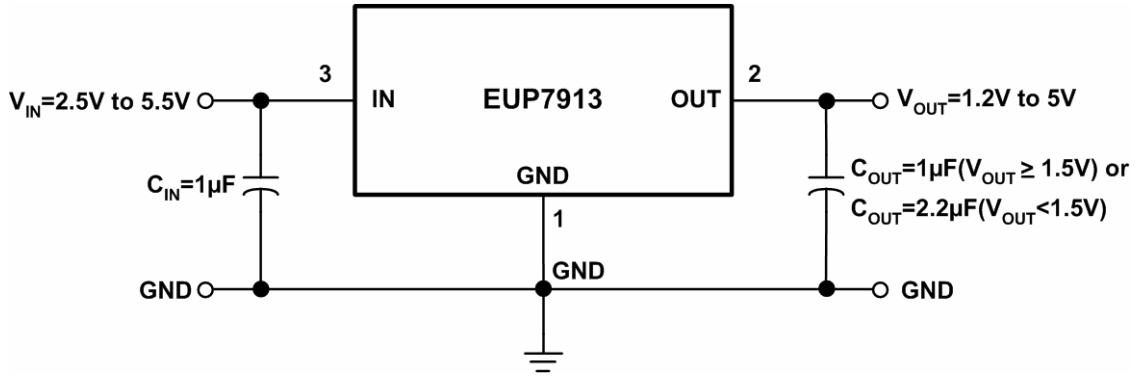 3
2
V_IN=2.5V to 5.5V
IN
EUP7913
OUT
V_OUT=1.2V to 5V
C_IN=1µF
GND
C_OUT=1µF(V_OUT ≥ 1.5V) or
C_OUT=2.2µF(V_OUT<1.5V)
1
GND
GND
GND